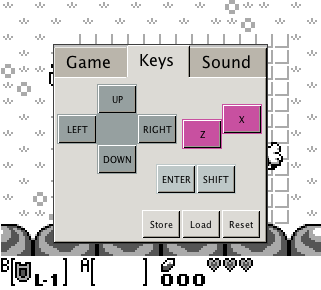 Game Keys Sound
UP
X
LEFT RIGHT Z
DOWN
ENTER SHIFT
Store Load Reset
B[ L-1] A[ ]
000